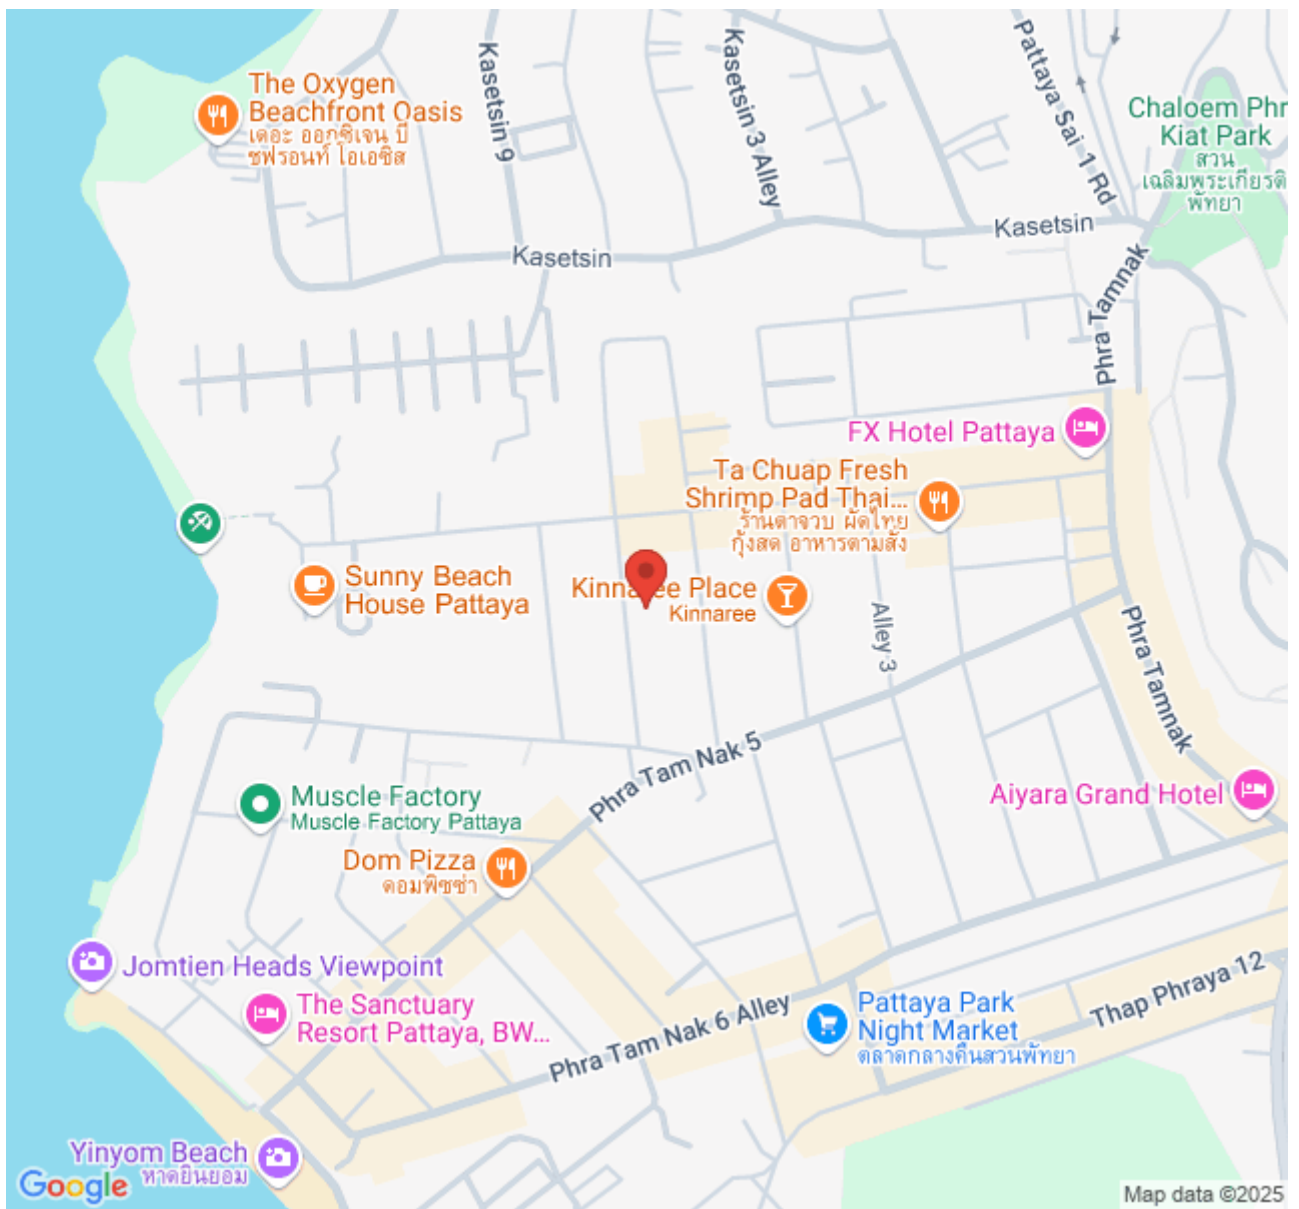 The Oxygen
Beachfront Oasis
เดอะ ออกซิเจน บี
ชฟรอนท์ โอเอซิส
Kasetsin 9
Kasetsin 3 Alley
Pattaya Sai 1 Rd
Chaloem Phr
Kiat Park
สวน
เฉลิมพระเกียรติ
พัทยา
Kasetsin
Kasetsin
Phra Tamnak
FX Hotel Pattaya
Ta Chuap Fresh
Shrimp Pad Thai...
ร้านตาจวบ ผัดไทย
กุ้งสด อาหารตามสั่ง
Sunny Beach
House Pattaya
Kinnaree Place
Kinnaree
Alley 3
Phra Tamnak
Phra Tam Nak 5
Aiyara Grand Hotel
Muscle Factory
Muscle Factory Pattaya
Dom Pizza
ดอมพิซซ่า
Jomtien Heads Viewpoint
The Sanctuary
Resort Pattaya, BW...
Phra Tam Nak 6 Alley
Pattaya Park
Night Market
ตลาดกลางคืนสวนพัทยา
Thap Phraya 12
Yinyom Beach
หาดยินยอม
Google
Map data ©2025